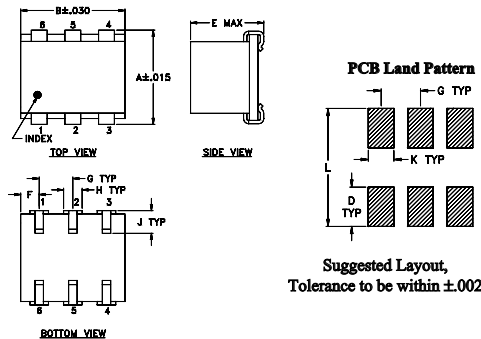 B±.030
E MAX
6 5 4
A±.015
INDEX
1 2 3
TOP VIEW
SIDE VIEW
PCB Land Pattern
G TYP
K TYP
L
D
TYP
Suggested Layout,
Tolerance to be within ±.002
G TYP
H TYP
F
1 2 3
J TYP
6 5 4
BOTTOM VIEW